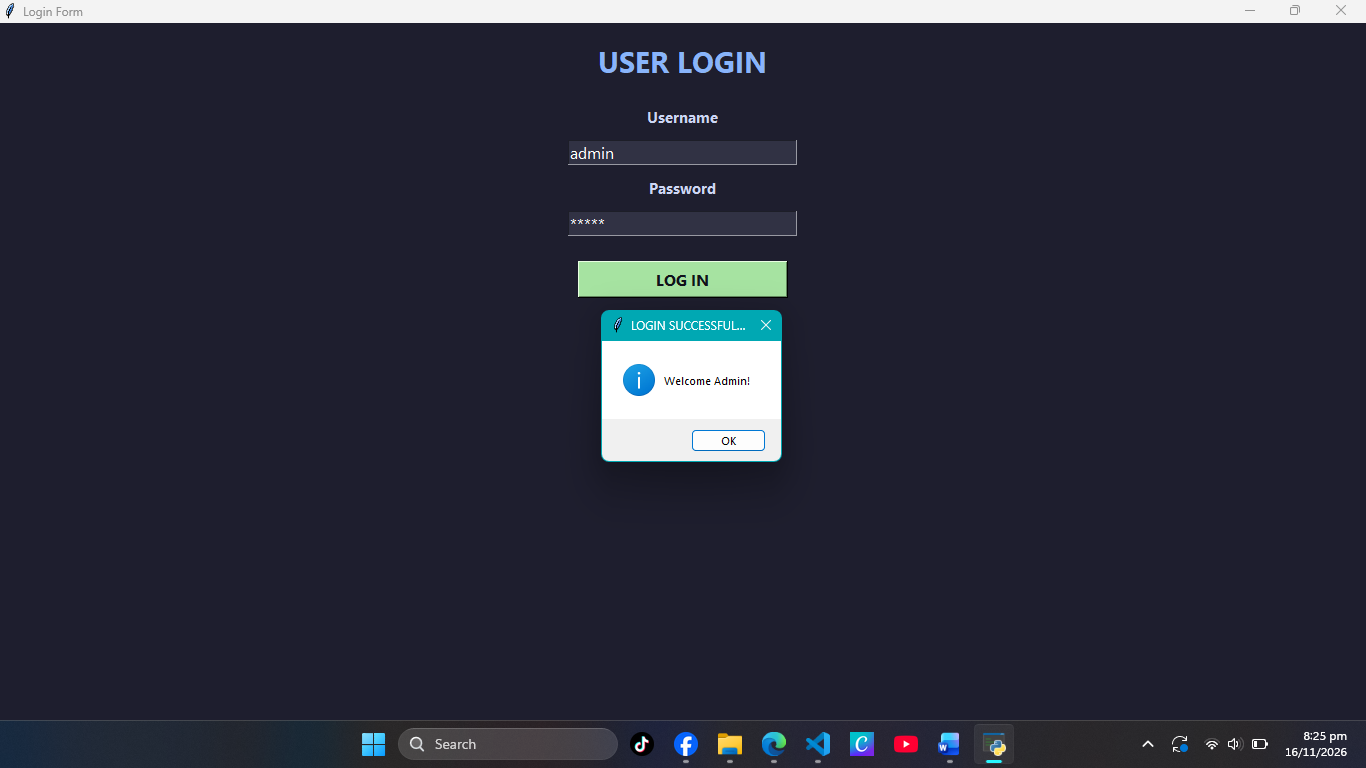 Login Form
USER LOGIN
Username
admin
Password
*****
LOG IN
LOGIN SUCCESSFUL...
Welcome Admin!
OK
Search
8:25 pm
16/11/2026